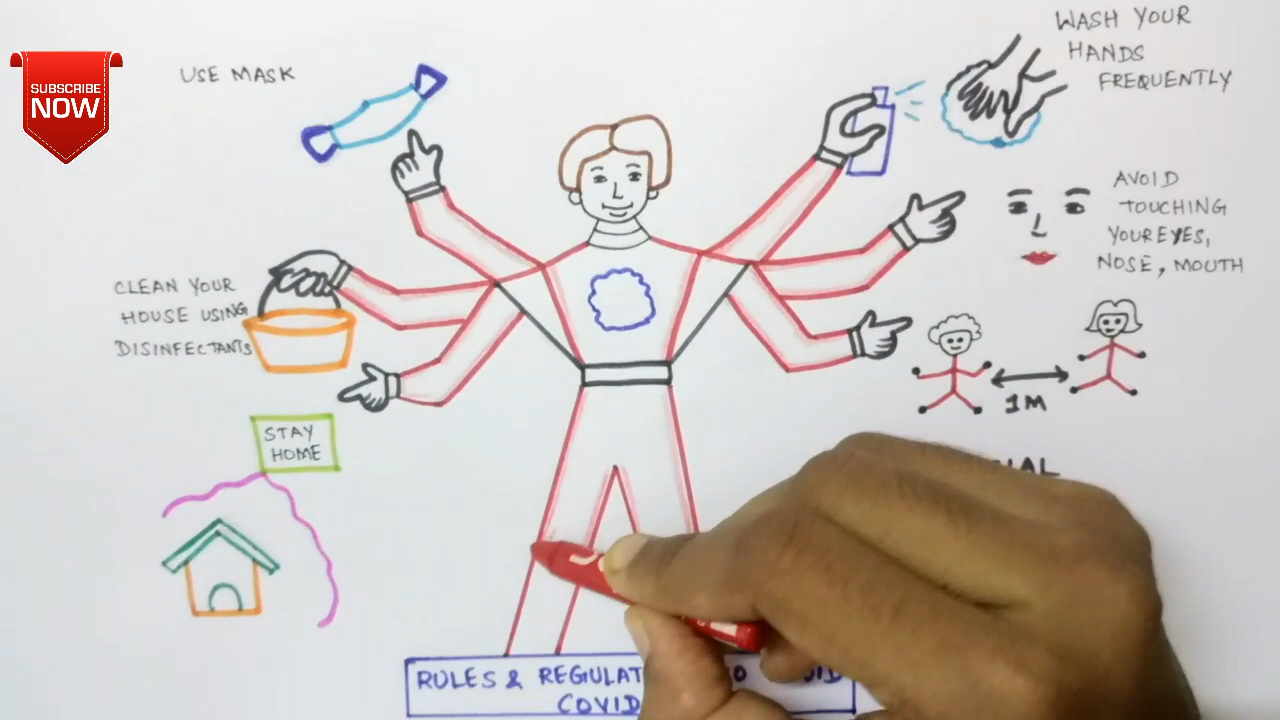 SUBSCRIBE
NOW
USE MASK
WASH YOUR
HANDS
FREQUENTLY
AVOID
TOUCHING
YOUR EYES,
NOSE, MOUTH
CLEAN YOUR
HOUSE USING
DISINFECTANTS
1M
STAY
HOME
RULES & REGULAT
COVID